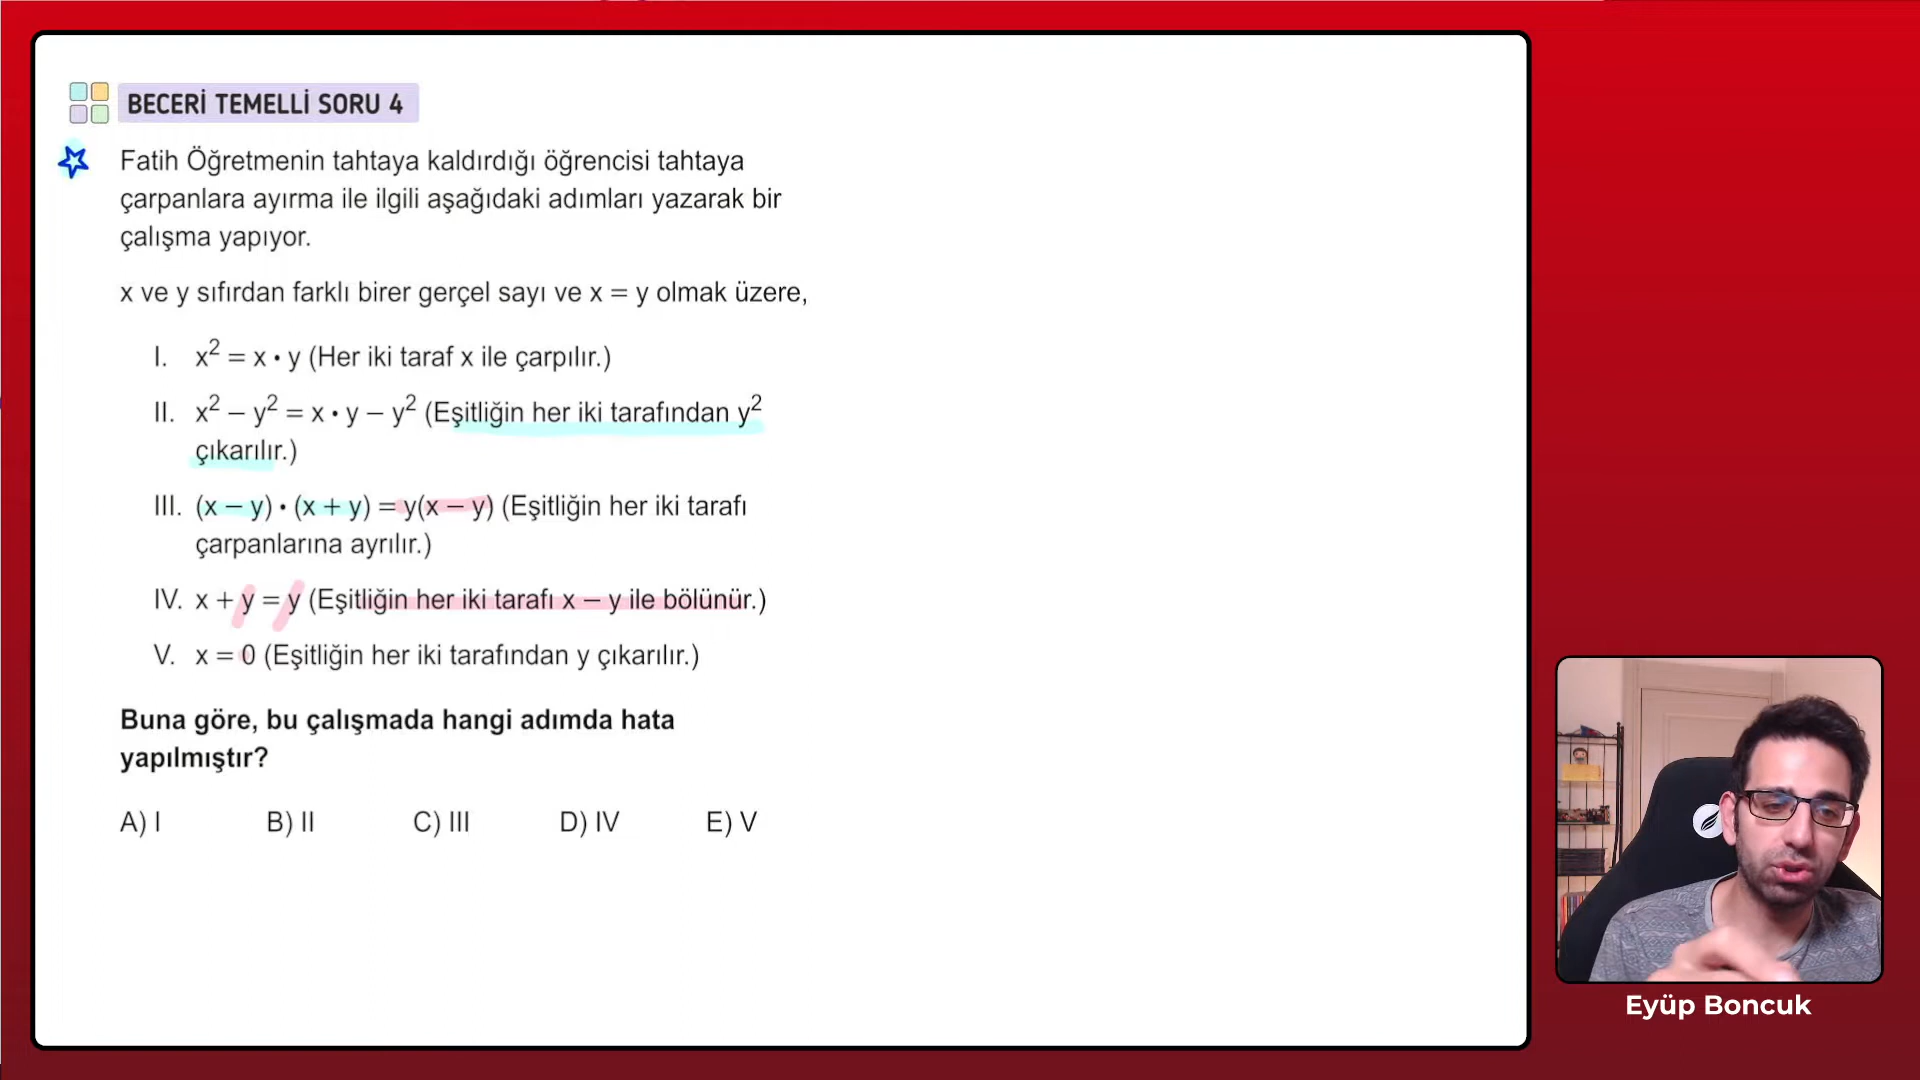 BECERİ TEMELLİ SORU 4
Fatih Öğretmenin tahtaya kaldırdığı öğrencisi tahtaya
çarpanlara ayırma ile ilgili aşağıdaki adımları yazarak bir
çalışma yapıyor.
x ve y sıfırdan farklı birer gerçel sayı ve x = y olmak üzere,
I. x² = x • y (Her iki taraf x ile çarpılır.)
II. x² – y² = x • y – y² (Eşitliğin her iki tarafından y²
çıkarılır.)
III. (x – y) • (x + y) = y(x – y) (Eşitliğin her iki tarafı
çarpanlarına ayrılır.)
IV. x + y = y (Eşitliğin her iki tarafı x – y ile bölünür.)
V. x = 0 (Eşitliğin her iki tarafından y çıkarılır.)
Buna göre, bu çalışmada hangi adımda hata
yapılmıştır?
A) I B) II C) III D) IV E) V
Eyüp Boncuk